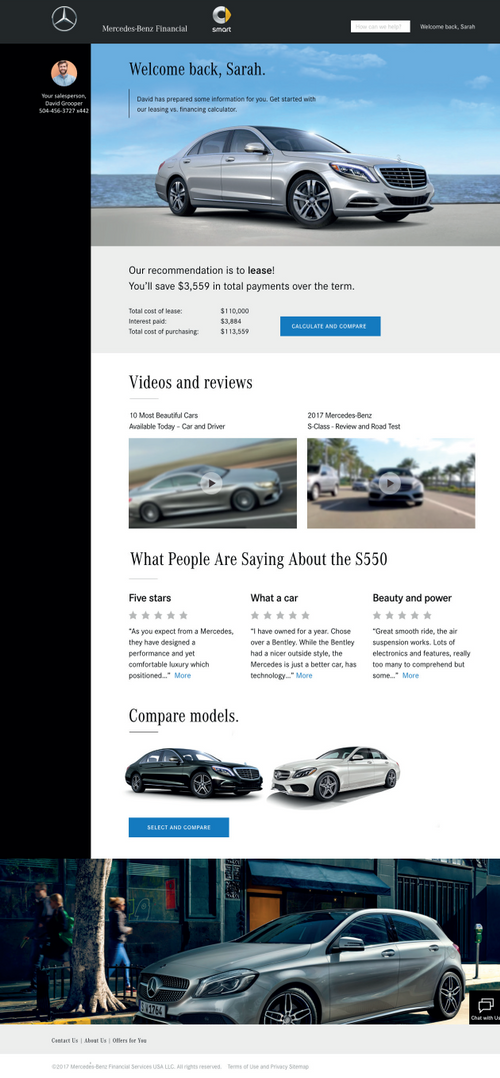 Mercedes-Benz Financial
smart
How can we help?
Welcome back, Sarah
Your salesperson,
David Grooper
504-456-3727 x442
Welcome back, Sarah.
David has prepared some information for you. Get started with
our leasing vs. financing calculator.
Our recommendation is to lease!
You'll save $3,559 in total payments over the term.
Total cost of lease: $110,000
Interest paid: $3,884
Total cost of purchasing: $113,559
CALCULATE AND COMPARE
Videos and reviews
10 Most Beautiful Cars
Available Today – Car and Driver
2017 Mercedes-Benz
S-Class - Review and Road Test
What People Are Saying About the S550
Five stars
"As you expect from a Mercedes,
they have designed a
performance and yet
comfortable luxury which
positioned..." More
What a car
"I have owned for a year. Chose
over a Bentley. While the Bentley
had a nicer outside style, the
Mercedes is just a better car, has
technology..." More
Beauty and power
"Great smooth ride, the air
suspension works. Lots of
electronics and features, really
too many to comprehend but
some..." More
Compare models.
SELECT AND COMPARE
Chat with Us
Contact Us | About Us | Offers for You
©2017 Mercedes-Benz Financial Services USA LLC. All rights reserved. Terms of Use and Privacy Sitemap